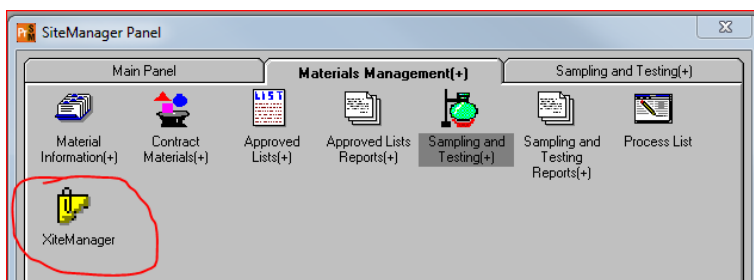 SiteManager Panel
Main Panel
Materials Management(+)
Sampling and Testing(+)
LIST
Material
Information(+)
Contract
Materials(+)
Approved
Lists(+)
Approved Lists
Reports(+)
Sampling and
Testing(+)
Sampling and
Testing
Reports(+)
Process List
XiteManager